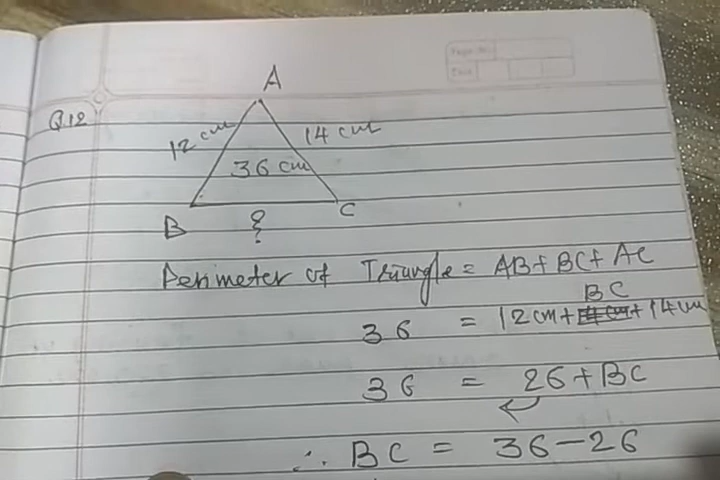 Q.12
A
12 cm
14 cm
36 cm
B
?
C
Perimeter of Triangle = AB + BC + AC
BC
36 = 12 cm + + 14 cm
36 = 26 + BC
∴ BC = 36 - 26